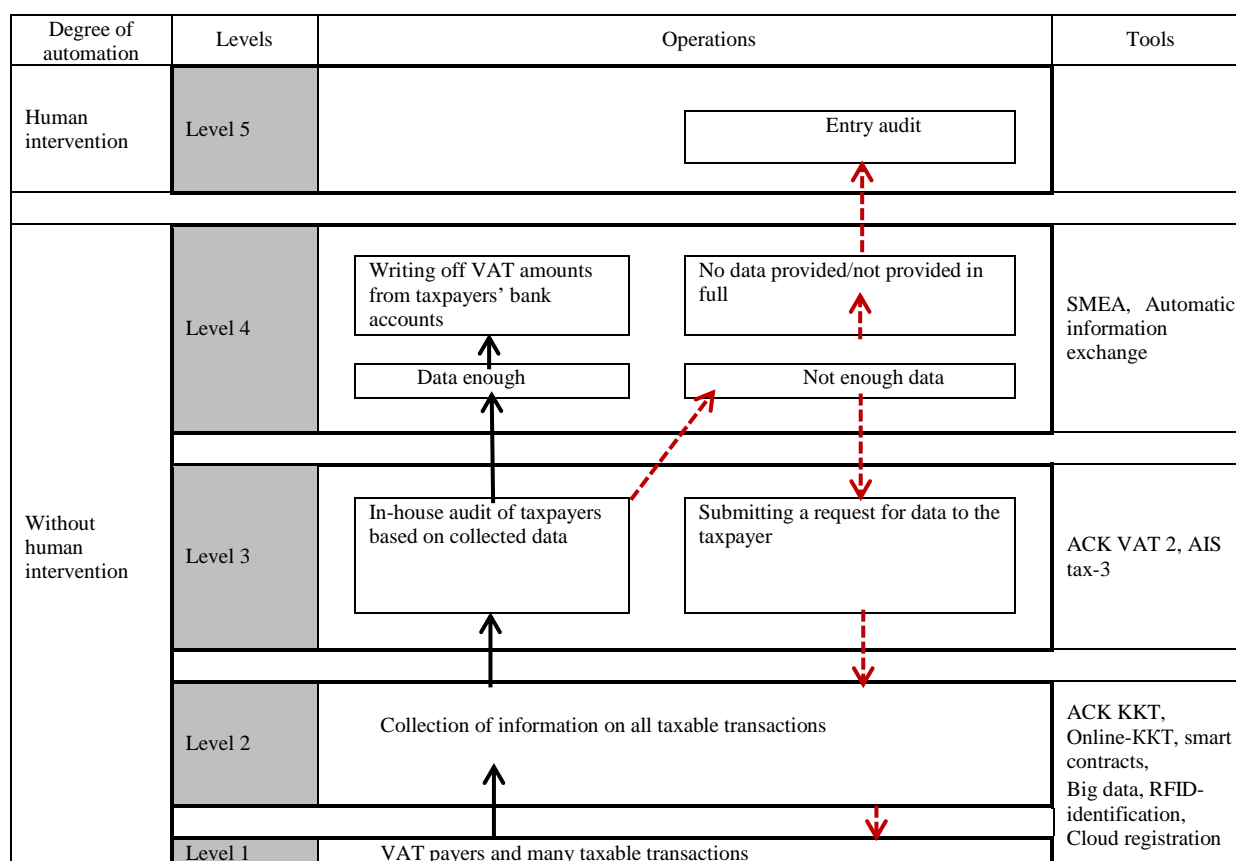 Degree of
automation
Levels
Operations
Tools
Human
intervention
Level 5
Entry audit
Without
human
intervention
Level 4
Writing off VAT amounts
from taxpayers’ bank
accounts
No data provided/not provided in
full
Data enough
Not enough data
SMEA, Automatic
information
exchange
Level 3
In-house audit of taxpayers
based on collected data
Submitting a request for data to the
taxpayer
ACK VAT 2, AIS
tax-3
Level 2
Collection of information on all taxable transactions
ACK KKT,
Online-KKT, smart
contracts,
Big data, RFID-
identification,
Cloud registration
Level 1
VAT payers and many taxable transactions